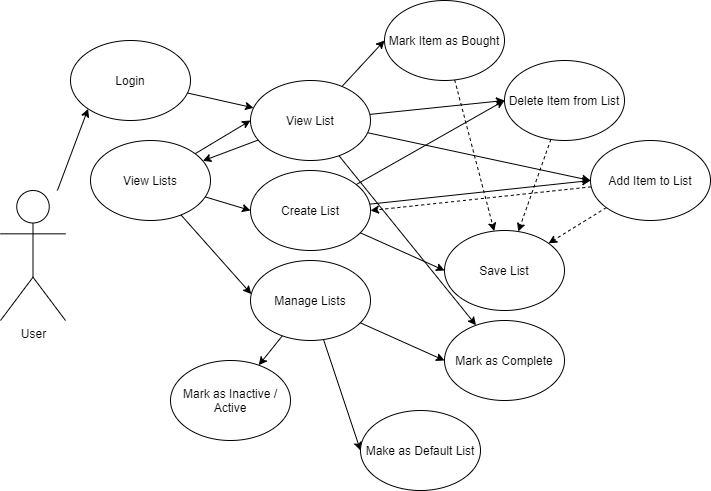 Mark Item as Bought
Login
Delete Item from List
View List
View Lists
Add Item to List
Create List
Save List
Manage Lists
User
Mark as Complete
Mark as Inactive /
Active
Make as Default List